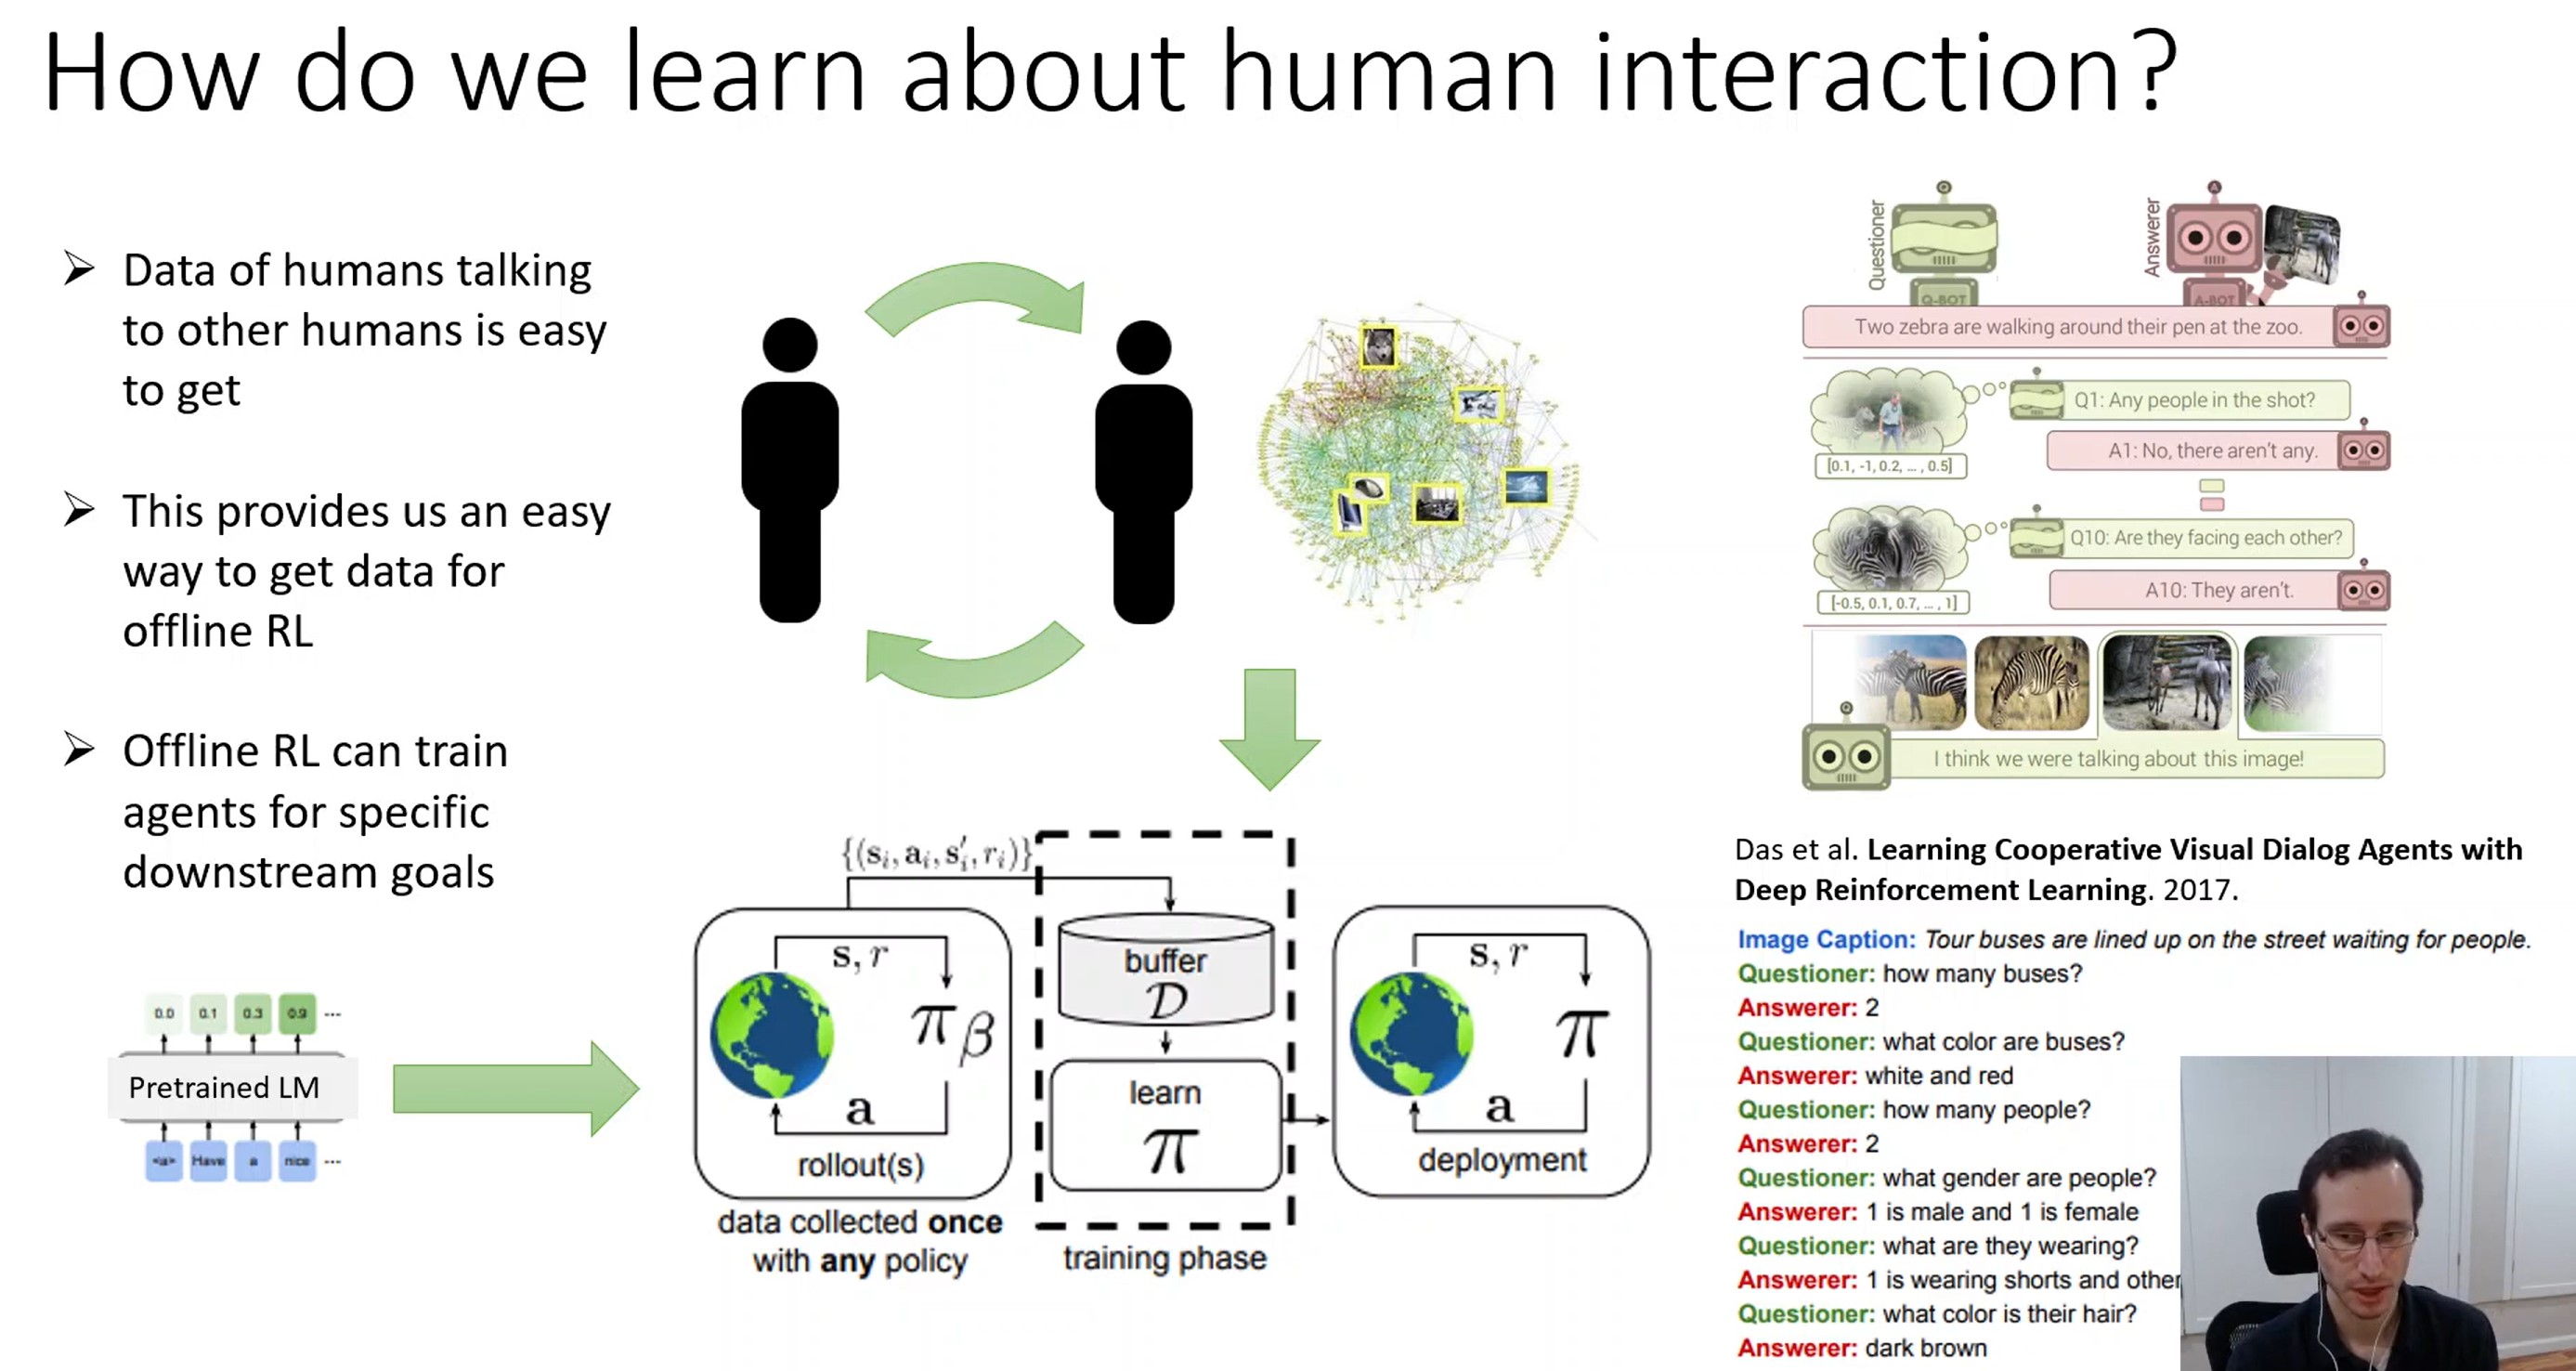 How do we learn about human interaction?
Data of humans talking
to other humans is easy
to get
This provides us an easy
way to get data for
offline RL
Offline RL can train
agents for specific
downstream goals
0.0 0.1 0.3 0.9 ...
Pretrained LM
<a> Have a nice ...
{(s_i, a_i, s'_i, r_i)}
s, r
π_β
a
rollout(s)
data collected once
with any policy
buffer
D
learn
π
training phase
s, r
π
a
deployment
Questioner
Q
Q-BOT
Answerer
A
A-BOT
Two zebra are walking around their pen at the zoo.
Q1: Any people in the shot?
[0.1, -1, 0.2, ... , 0.5]
A1: No, there aren't any.
Q10: Are they facing each other?
[-0.5, 0.1, 0.7, ... , 1]
A10: They aren't.
I think we were talking about this image!
Das et al. Learning Cooperative Visual Dialog Agents with
Deep Reinforcement Learning. 2017.
Image Caption: Tour buses are lined up on the street waiting for people.
Questioner: how many buses?
Answerer: 2
Questioner: what color are buses?
Answerer: white and red
Questioner: how many people?
Answerer: 2
Questioner: what gender are people?
Answerer: 1 is male and 1 is female
Questioner: what are they wearing?
Answerer: 1 is wearing shorts and other
Questioner: what color is their hair?
Answerer: dark brown